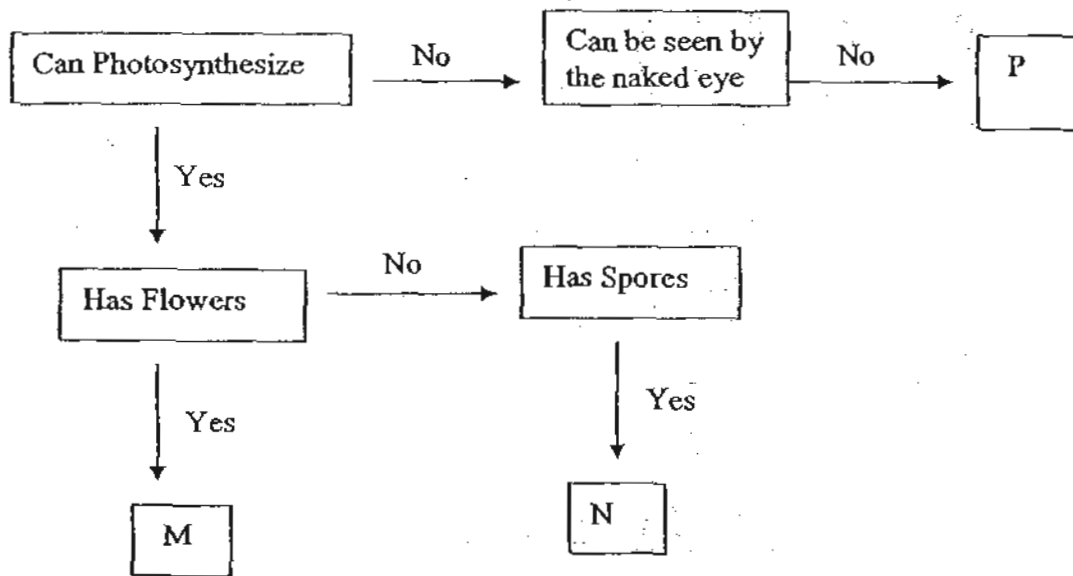 Can Photosynthesize
No
Can be seen by
the naked eye
No
P
Yes
Has Flowers
No
Has Spores
Yes
Yes
M
N